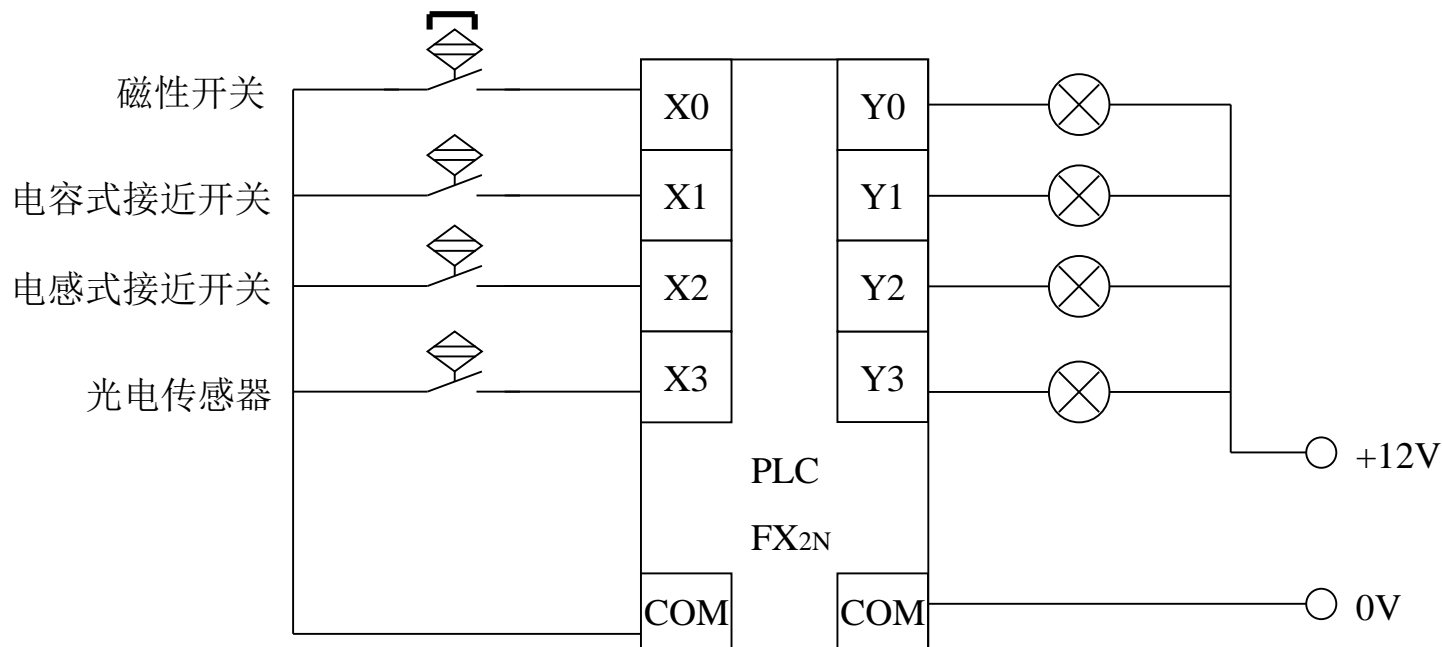 磁性开关
X0
Y0
电容式接近开关
X1
Y1
电感式接近开关
X2
Y2
光电传感器
X3
Y3
+12V
PLC
FX2N
COM
COM
0V